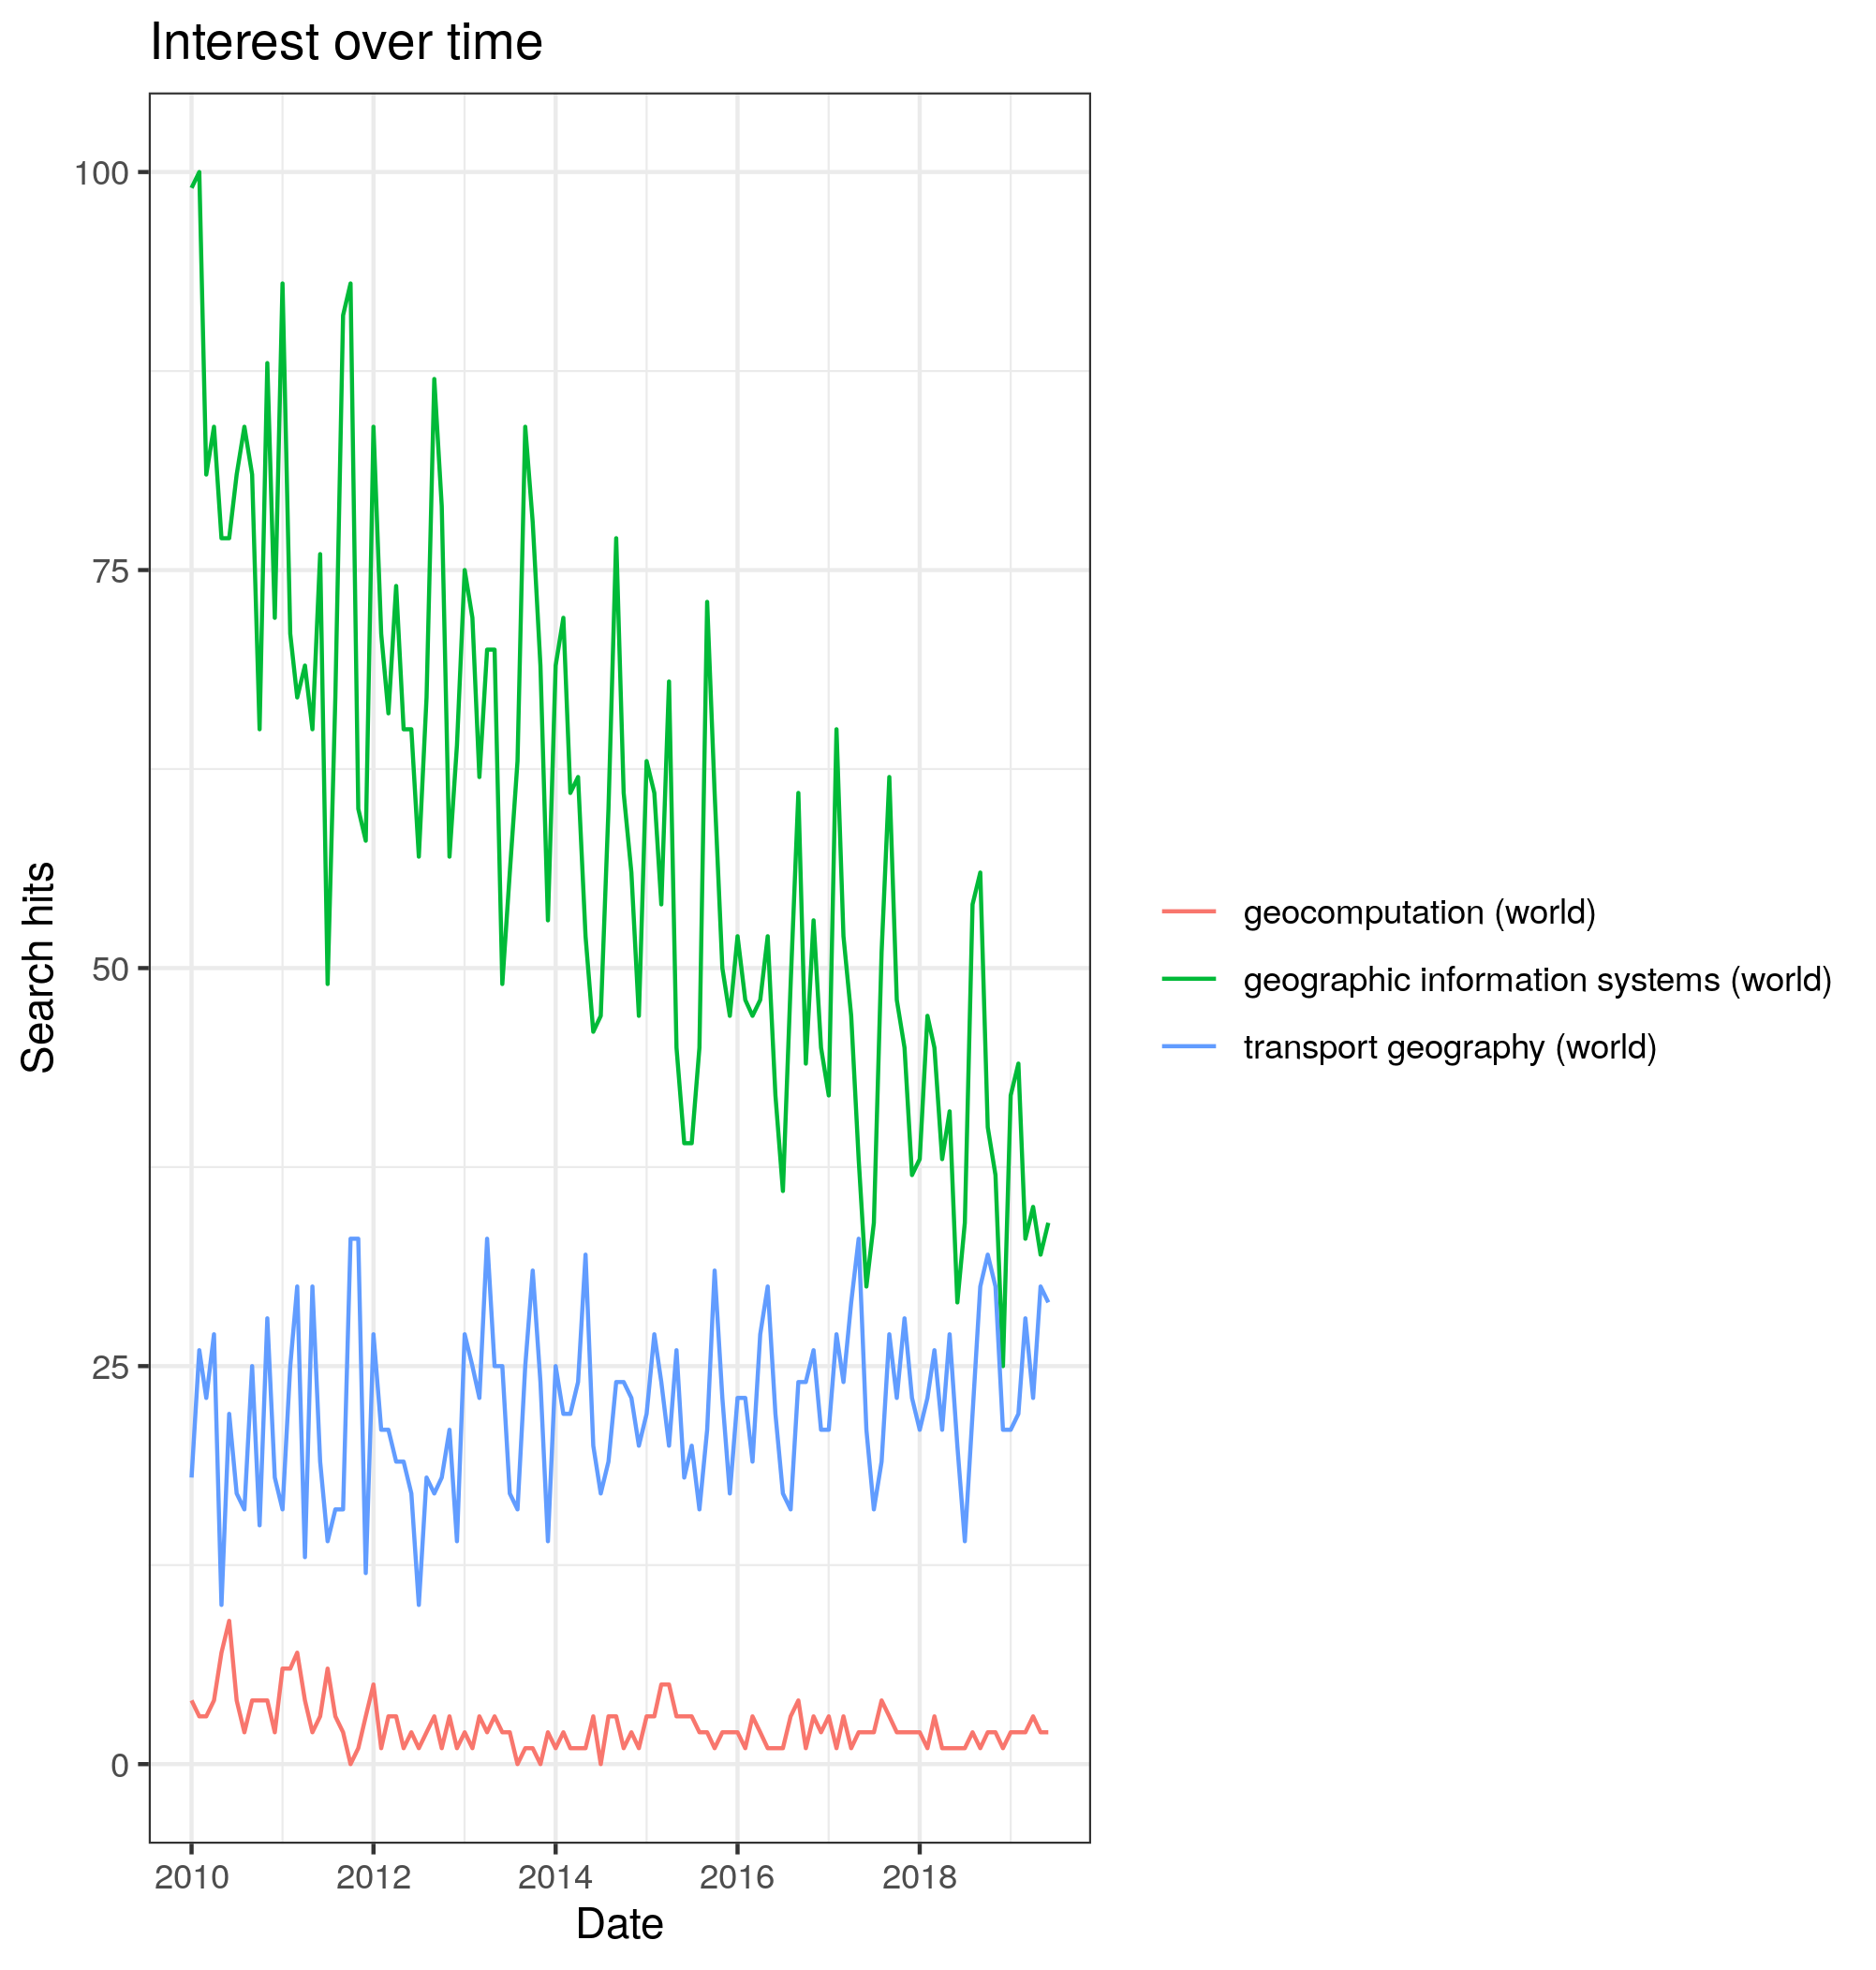 Interest over time
Search hits
100
75
50
25
0
2010 2012 2014 2016 2018
Date
geocomputation (world)
geographic information systems (world)
transport geography (world)